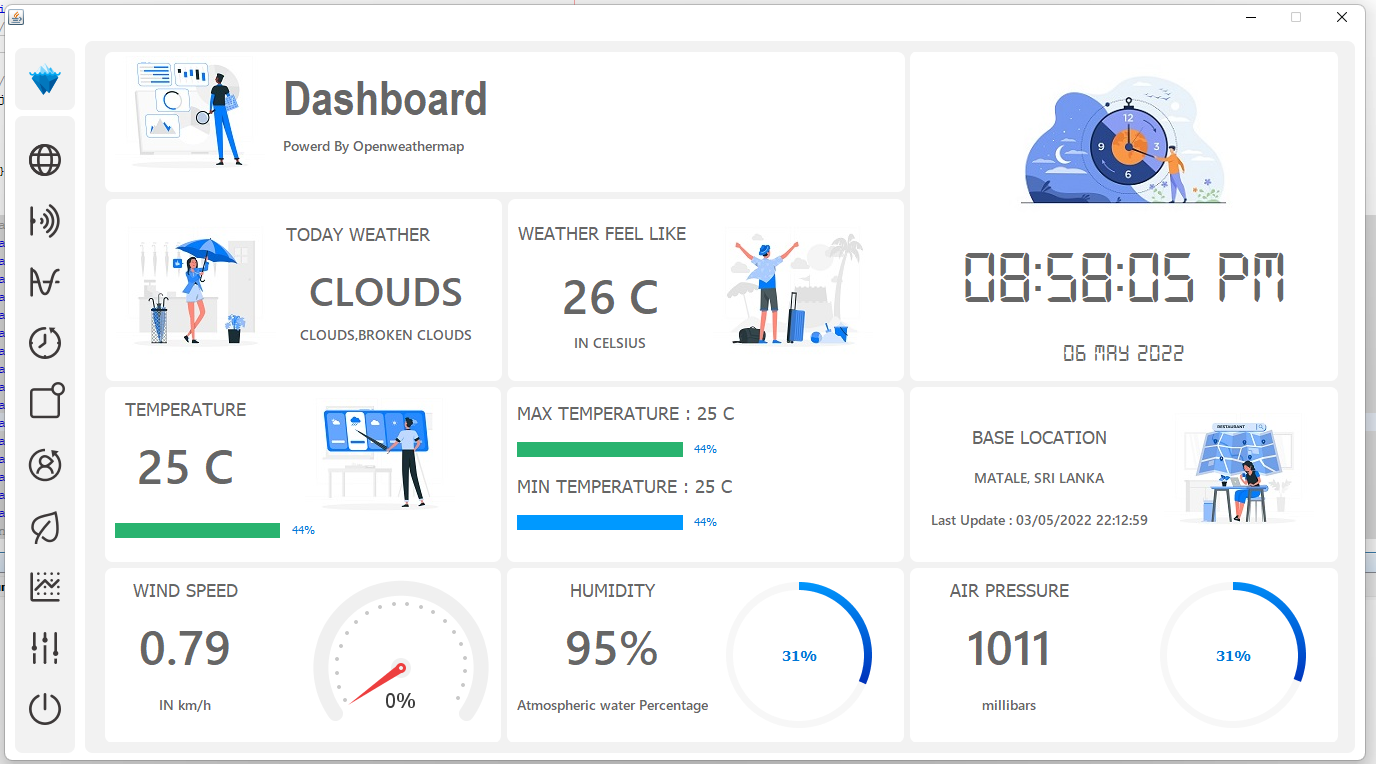 Dashboard
Powerd By Openweathermap
12
3
6
9
08:58:05 PM
06 MAY 2022
TODAY WEATHER
CLOUDS
CLOUDS,BROKEN CLOUDS
WEATHER FEEL LIKE
26 C
IN CELSIUS
TEMPERATURE
25 C
44%
MAX TEMPERATURE : 25 C
44%
MIN TEMPERATURE : 25 C
44%
BASE LOCATION
MATALE, SRI LANKA
Last Update : 03/05/2022 22:12:59
RESTAURANT
WIND SPEED
0.79
IN km/h
0%
HUMIDITY
95%
Atmospheric water Percentage
31%
AIR PRESSURE
1011
millibars
31%